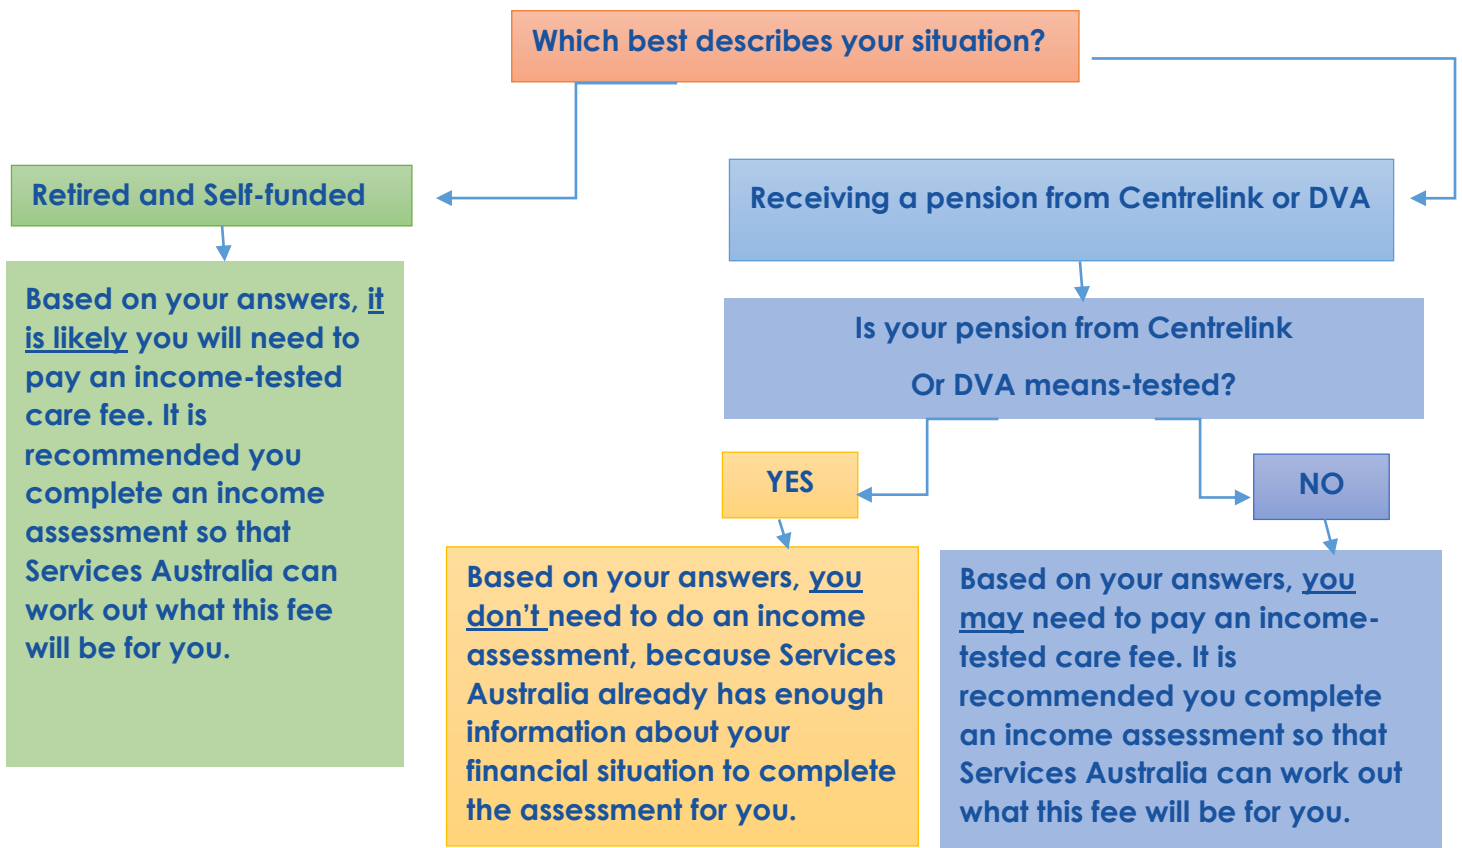 Which best describes your situation?
Retired and Self-funded
Receiving a pension from Centrelink or DVA
Based on your answers, it
is likely you will need to
pay an income-tested
care fee. It is
recommended you
complete an income
assessment so that
Services Australia can
work out what this fee
will be for you.
Is your pension from Centrelink
Or DVA means-tested?
YES
NO
Based on your answers, you
don’t need to do an income
assessment, because Services
Australia already has enough
information about your
financial situation to complete
the assessment for you.
Based on your answers, you
may need to pay an income-
tested care fee. It is
recommended you complete
an income assessment so that
Services Australia can work out
what this fee will be for you.